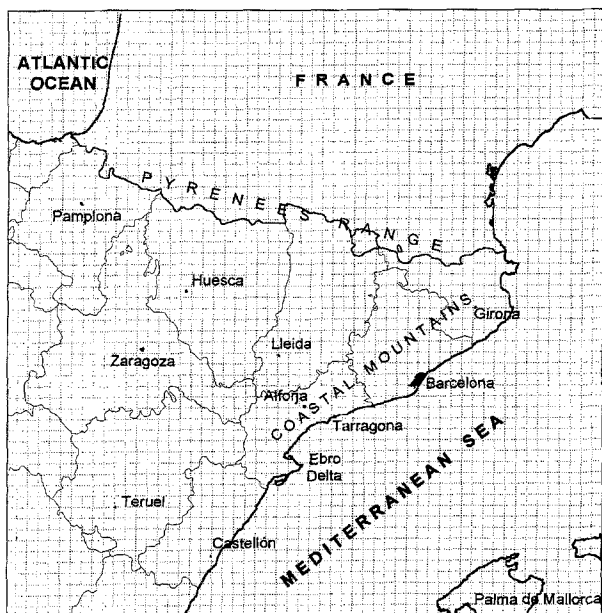 ATLANTIC
OCEAN
FRANCE
PYRENEES RANGE
Pamplona
Huesca
Girona
Zaragoza
Lleida
COASTAL MOUNTAINS
Barcelona
Alforja
Tarragona
Ebro
Delta
MEDITERRANEAN SEA
Teruel
Castellón
Palma de Mallorca